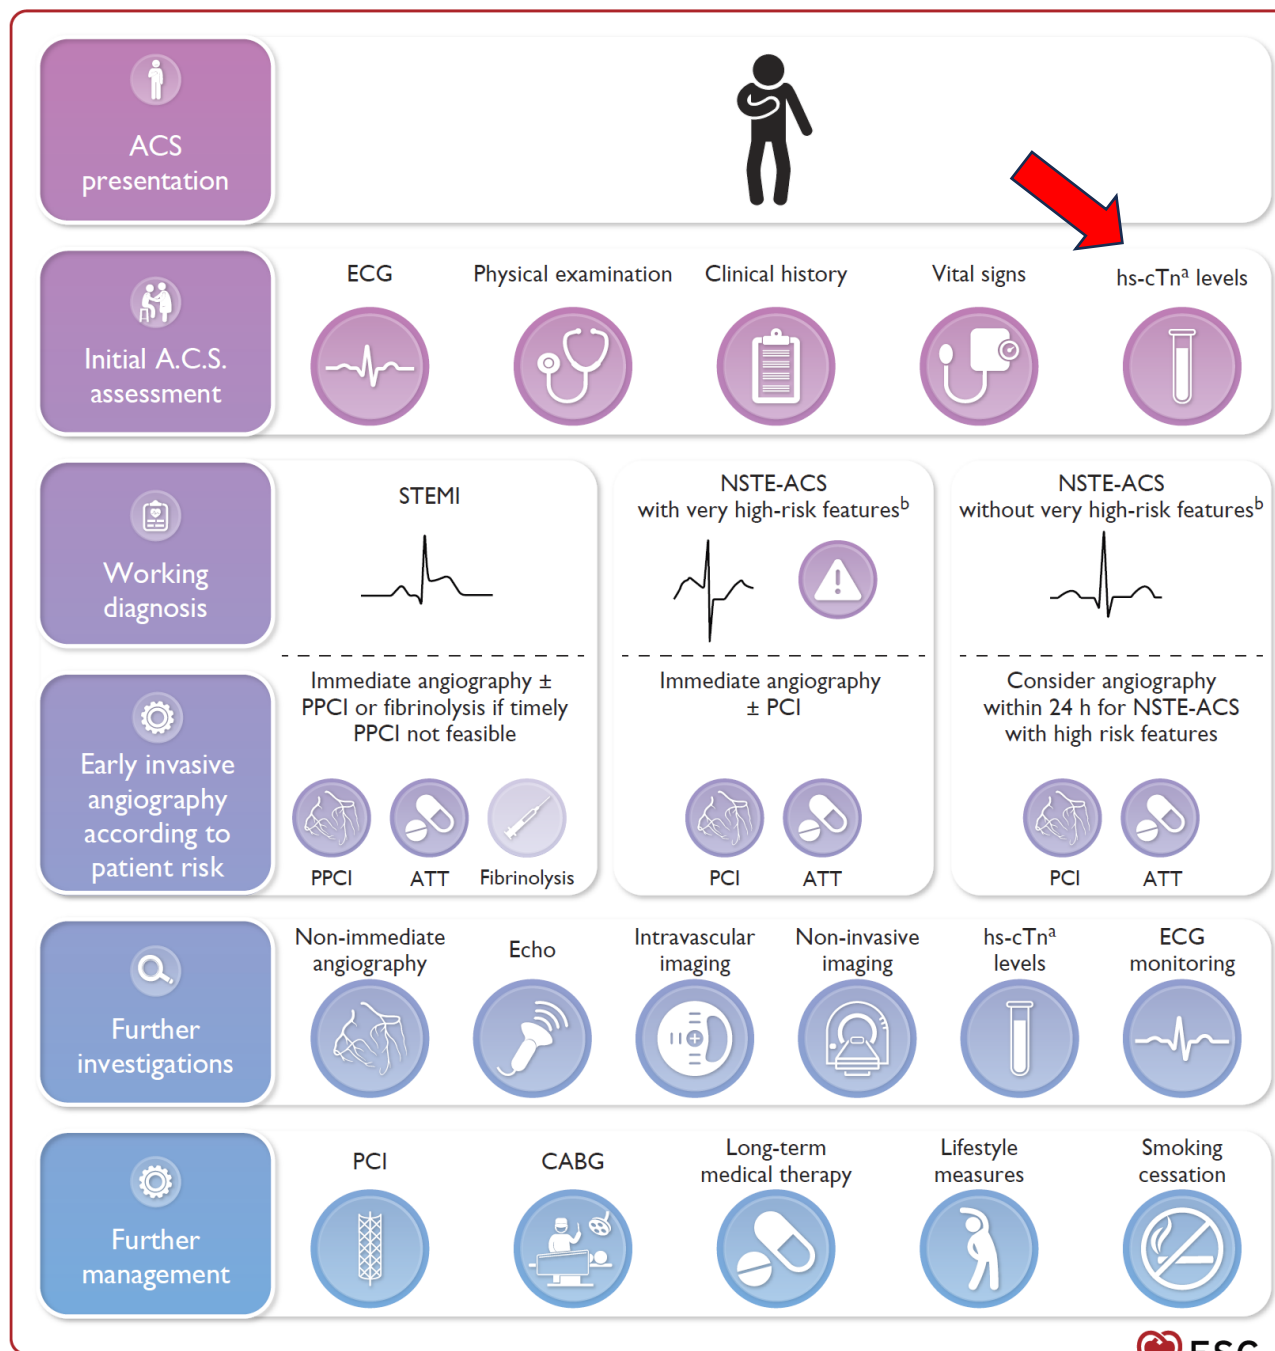 ACS
presentation
Initial A.C.S.
assessment
ECG
Physical examination
Clinical history
Vital signs
hs-cTnᵃ levels
Working
diagnosis
STEMI
NSTE-ACS
with very high-risk featuresᵇ
NSTE-ACS
without very high-risk featuresᵇ
Early invasive
angiography
according to
patient risk
Immediate angiography ±
PPCI or fibrinolysis if timely
PPCI not feasible
PPCI
ATT
Fibrinolysis
Immediate angiography
± PCI
PCI
ATT
Consider angiography
within 24 h for NSTE-ACS
with high risk features
PCI
ATT
Further
investigations
Non-immediate
angiography
Echo
Intravascular
imaging
Non-invasive
imaging
hs-cTnᵃ
levels
ECG
monitoring
Further
management
PCI
CABG
Long-term
medical therapy
Lifestyle
measures
Smoking
cessation
ESC